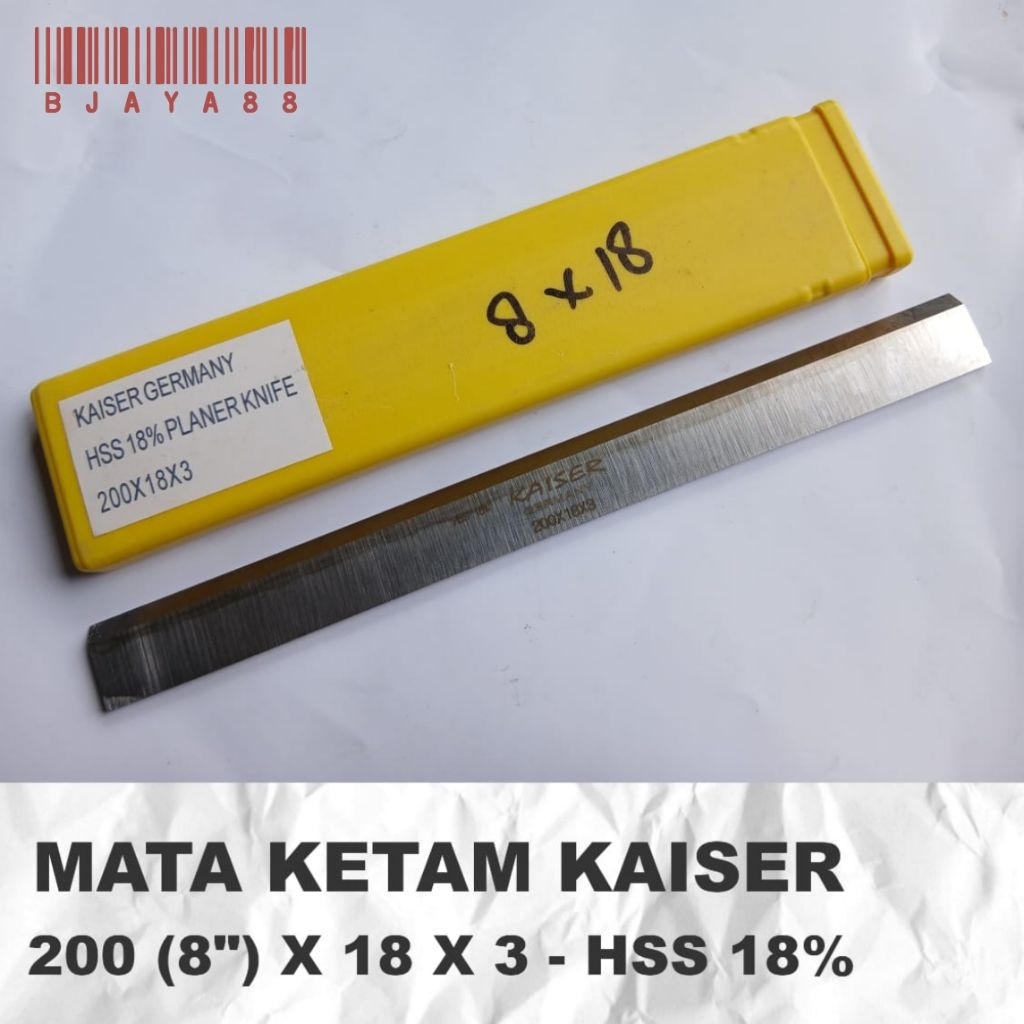 BJAYA88
8 x 18
KAISER GERMANY
HSS 18% PLANER KNIFE
200X18X3
KAISER
GERMANY
200X18X3
MATA KETAM KAISER
200 (8") X 18 X 3 - HSS 18%